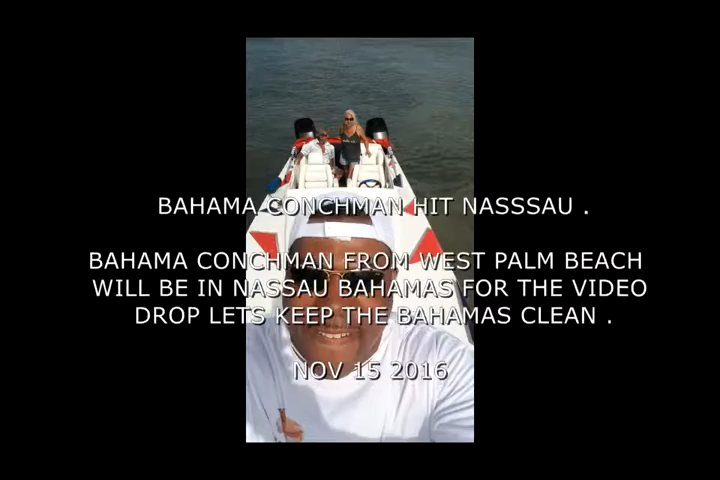 BAHAMA CONCHMAN HIT NASSSAU .
BAHAMA CONCHMAN FROM WEST PALM BEACH
WILL BE IN NASSAU BAHAMAS FOR THE VIDEO
DROP LETS KEEP THE BAHAMAS CLEAN .
NOV 15 2016